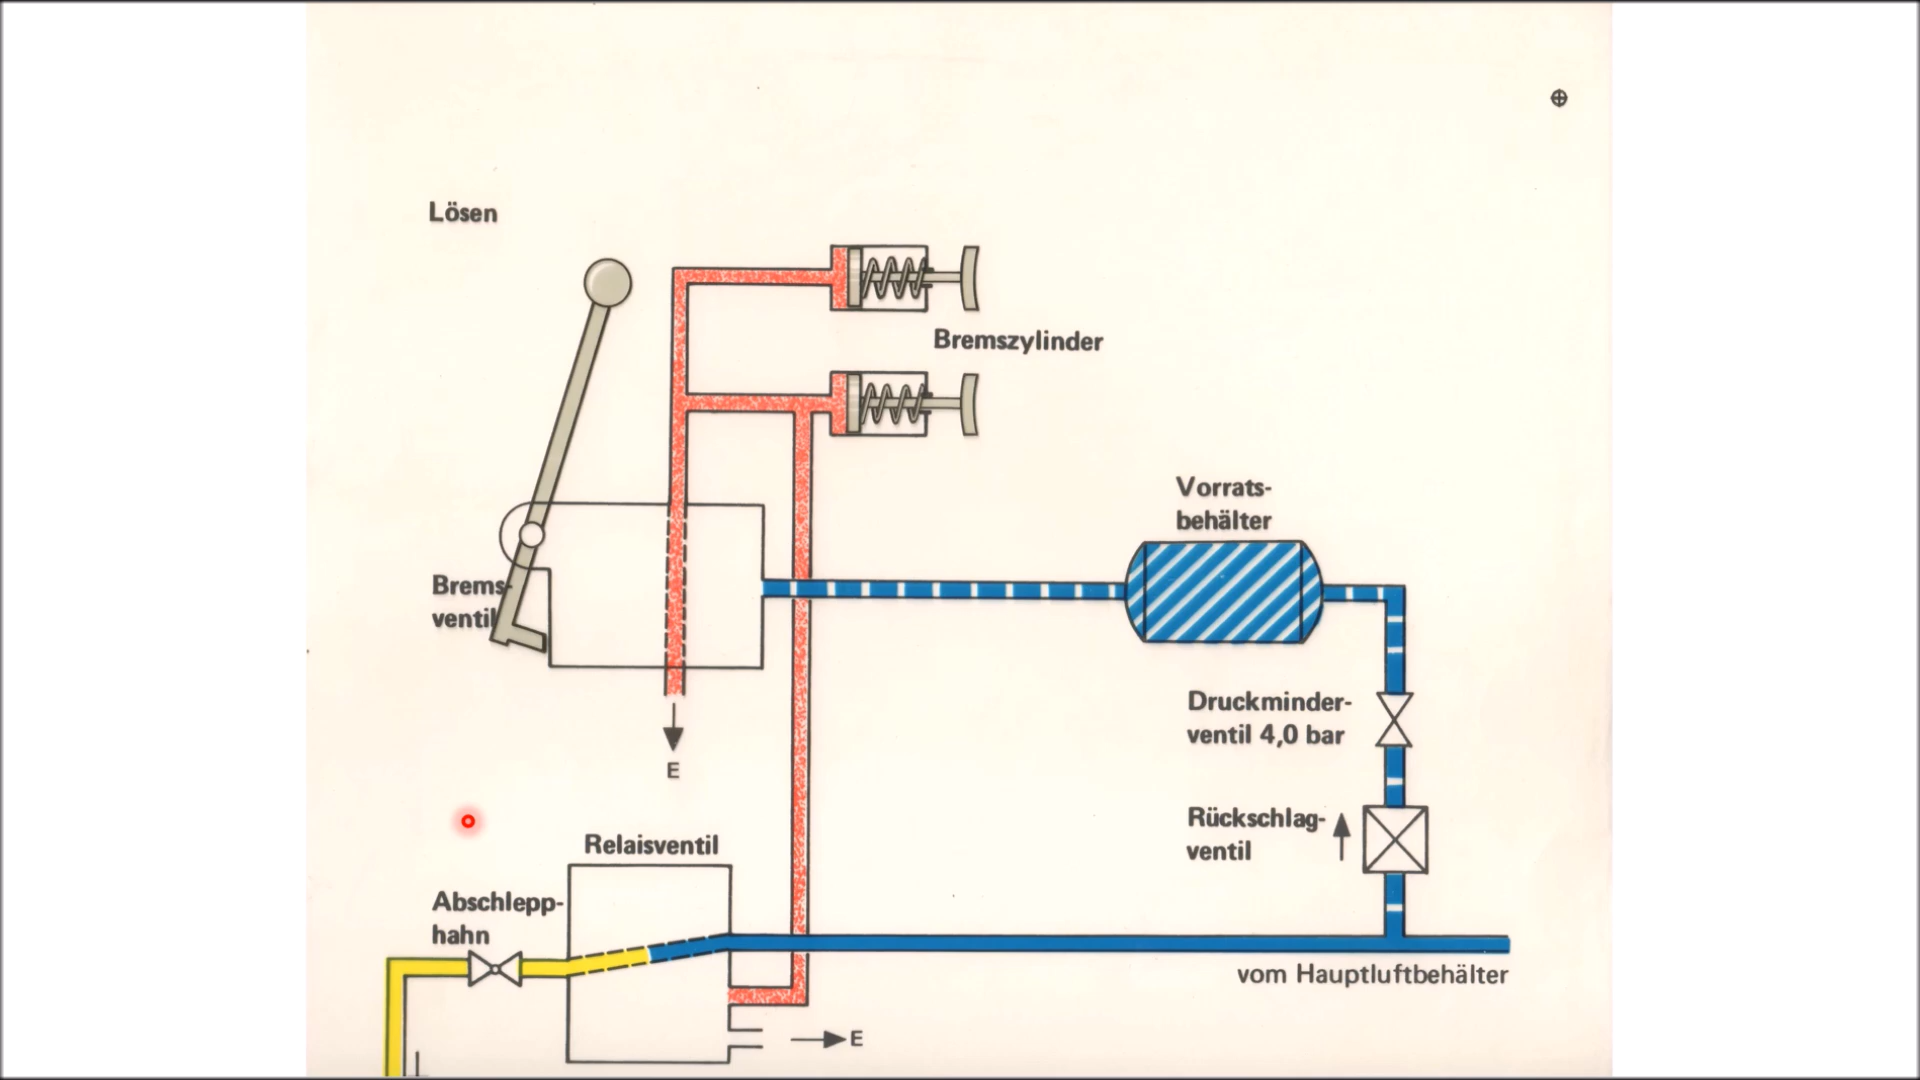 Lösen
Bremszylinder
Vorrats-
behälter
Brems-
ventil
Druckminder-
ventil 4,0 bar
E
Rückschlag-
ventil
Relaisventil
Abschlepp-
hahn
vom Hauptluftbehälter
E